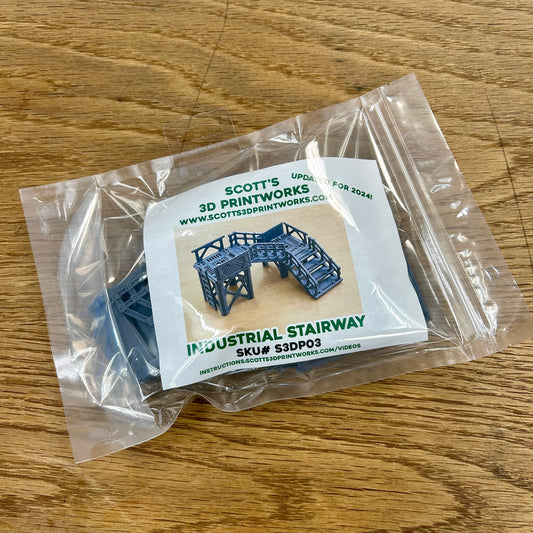 SCOTT'S
3D PRINTWORKS
UPDATED FOR 2024!
WWW.SCOTTS3DPRINTWORKS.COM
INDUSTRIAL STAIRWAY
SKU# S3DP03
INSTRUCTIONS:SCOTTS3DPRINTWORKS.COM/VIDEOS